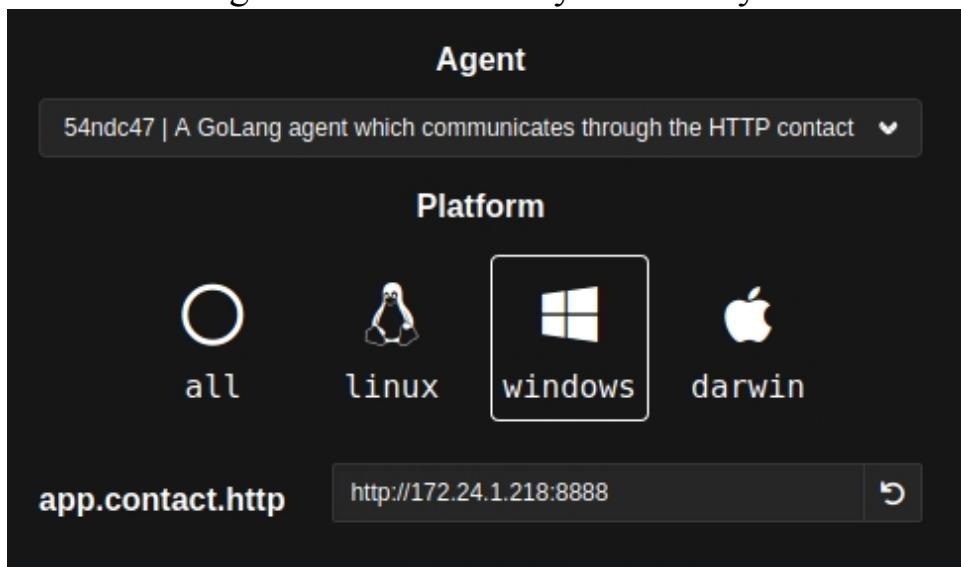 Agent
54ndc47 | A GoLang agent which communicates through the HTTP contact
Platform
all linux windows darwin
app.contact.http http://172.24.1.218:8888